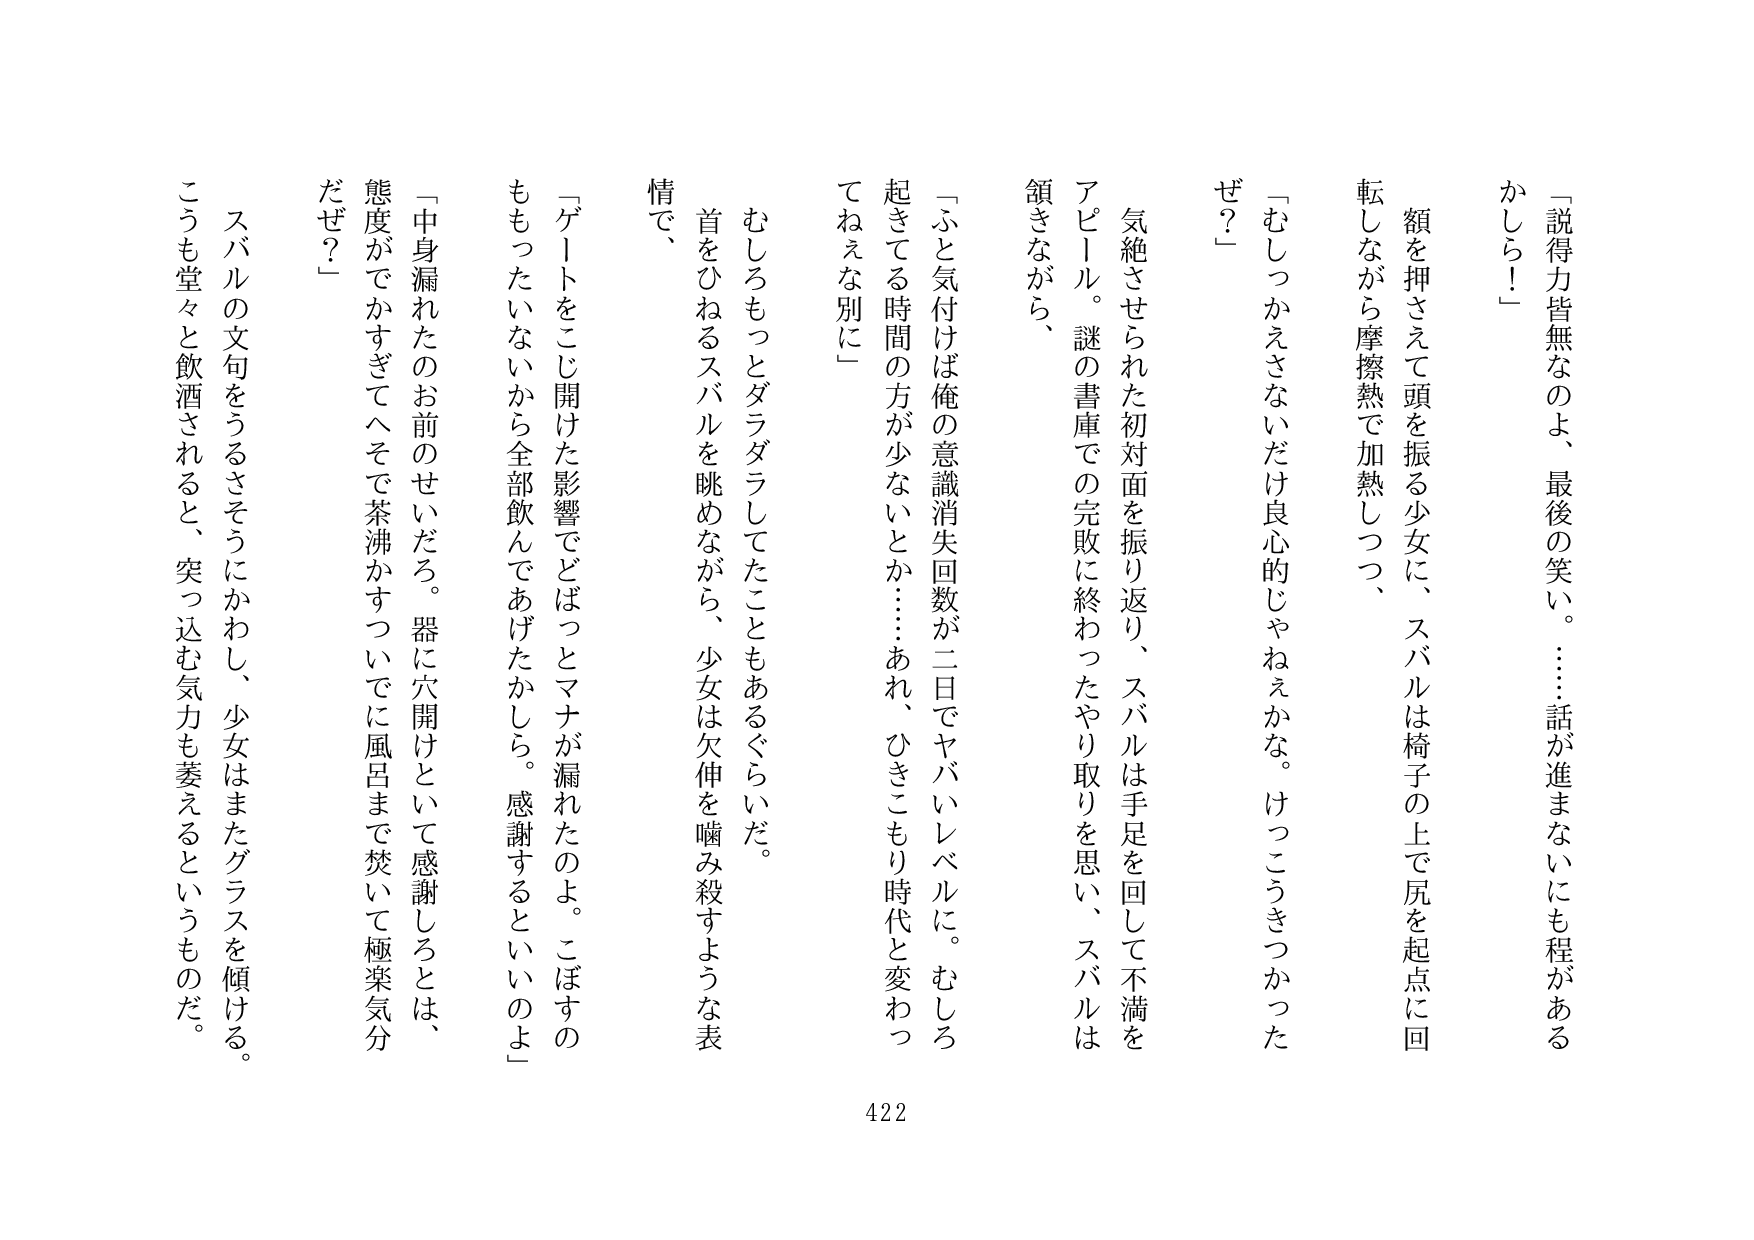 「説得力皆無なのよ、最後の笑い。……話が進まないにも程がある
かしら！」
額を押さえて頭を振る少女に、スバルは椅子の上で尻を起点に回
転しながら摩擦熱で加熱しつつ、
「むしっかえさないだけ良心的じゃねぇかな。けっこうきつかった
ぜ？」
気絶させられた初対面を振り返り、スバルは手足を回して不満を
アピール。謎の書庫での完敗に終わったやり取りを思い、スバルは
頷きながら、
「ふと気付けば俺の意識消失回数が二日でヤバいレベルに。むしろ
起きてる時間の方が少ないとか……あれ、ひきこもり時代と変わっ
てねぇな別に」
むしろもっとダラダラしてたこともあるぐらいだ。
首をひねるスバルを眺めながら、少女は欠伸を噛み殺すような表
情で、
「ゲートをこじ開けた影響でどばっとマナが漏れたのよ。こぼすの
ももったいないから全部飲んであげたかしら。感謝するといいのよ」
「中身漏れたのお前のせいだろ。器に穴開けといて感謝しろとは、
態度がでかすぎてへそで茶沸かすついでに風呂まで焚いて極楽気分
だぜ？」
スバルの文句をうるさそうにかわし、少女はまたグラスを傾ける。
こうも堂々と飲酒されると、突っ込む気力も萎えるというものだ。
422